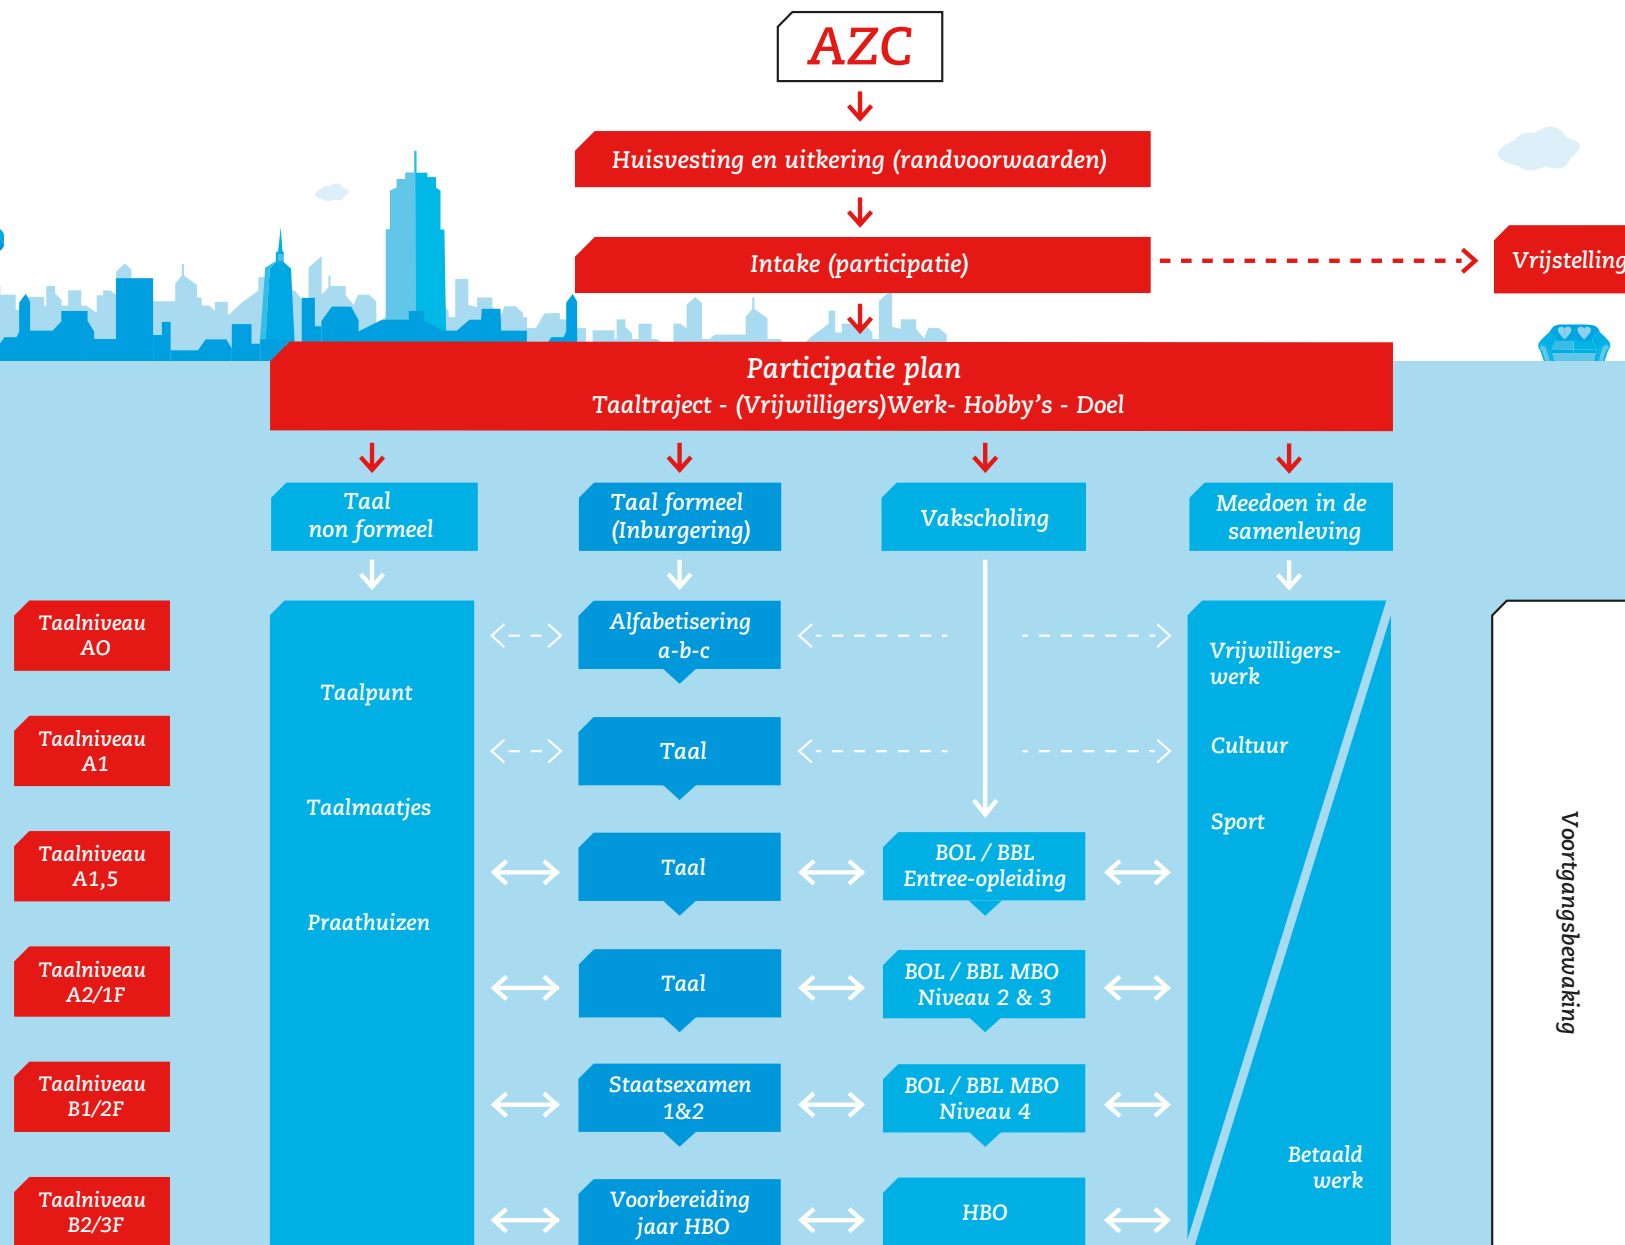 AZC
Huisvesting en uitkering (randvoorwaarden)
Intake (participatie)
Vrijstelling
Participatie plan
Taaltraject - (Vrijwilligers)Werk- Hobby's - Doel
Taal
non formeel
Taal formeel
(Inburgering)
Vakscholing
Meedoen in de
samenleving
Taalniveau
AO
Taalniveau
A1
Taalniveau
A1,5
Taalniveau
A2/1F
Taalniveau
B1/2F
Taalniveau
B2/3F
Taalpunt
Taalmaatjes
Praathuizen
Alfabetisering
a-b-c
Taal
Taal
Taal
Staatsexamen
1&2
Voorbereiding
jaar HBO
BOL / BBL
Entree-opleiding
BOL / BBL MBO
Niveau 2 & 3
BOL / BBL MBO
Niveau 4
HBO
Vrijwilligers-
werk
Cultuur
Sport
Betaald
werk
Voortgangsbewaking